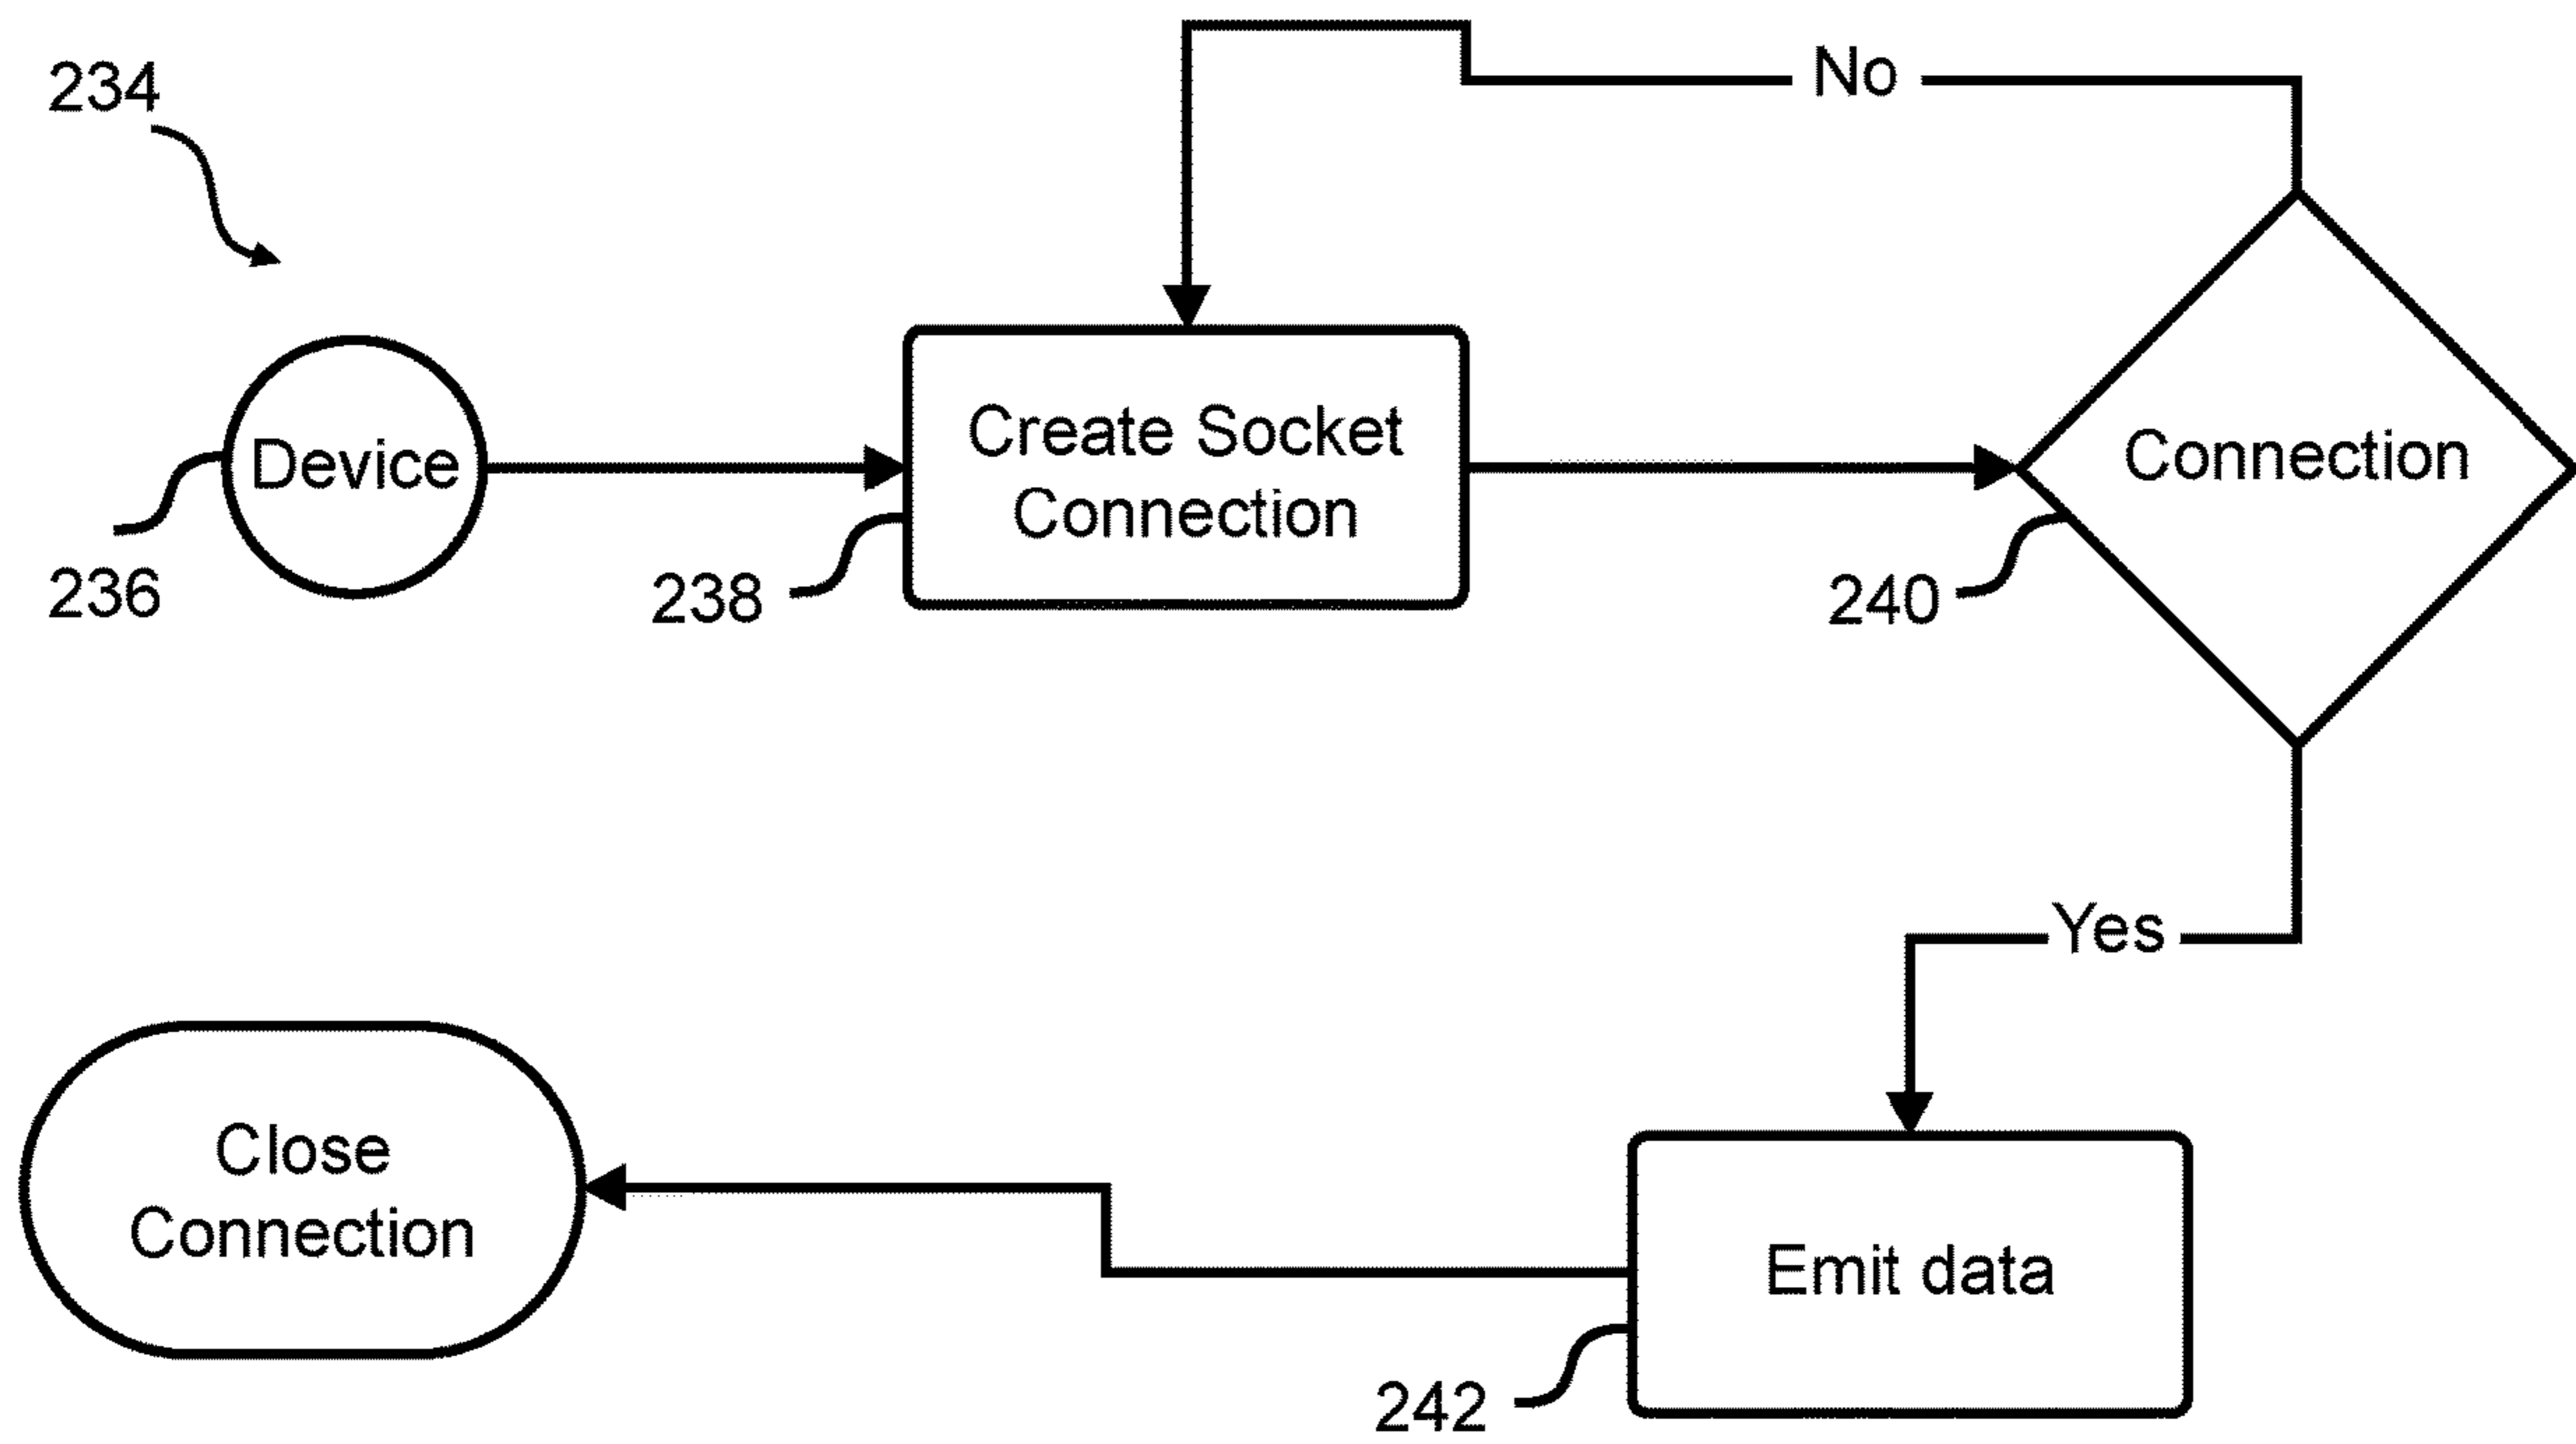 234
No
Device
Create Socket
Connection
Connection
236
238
240
Yes
Close
Connection
Emit data
242